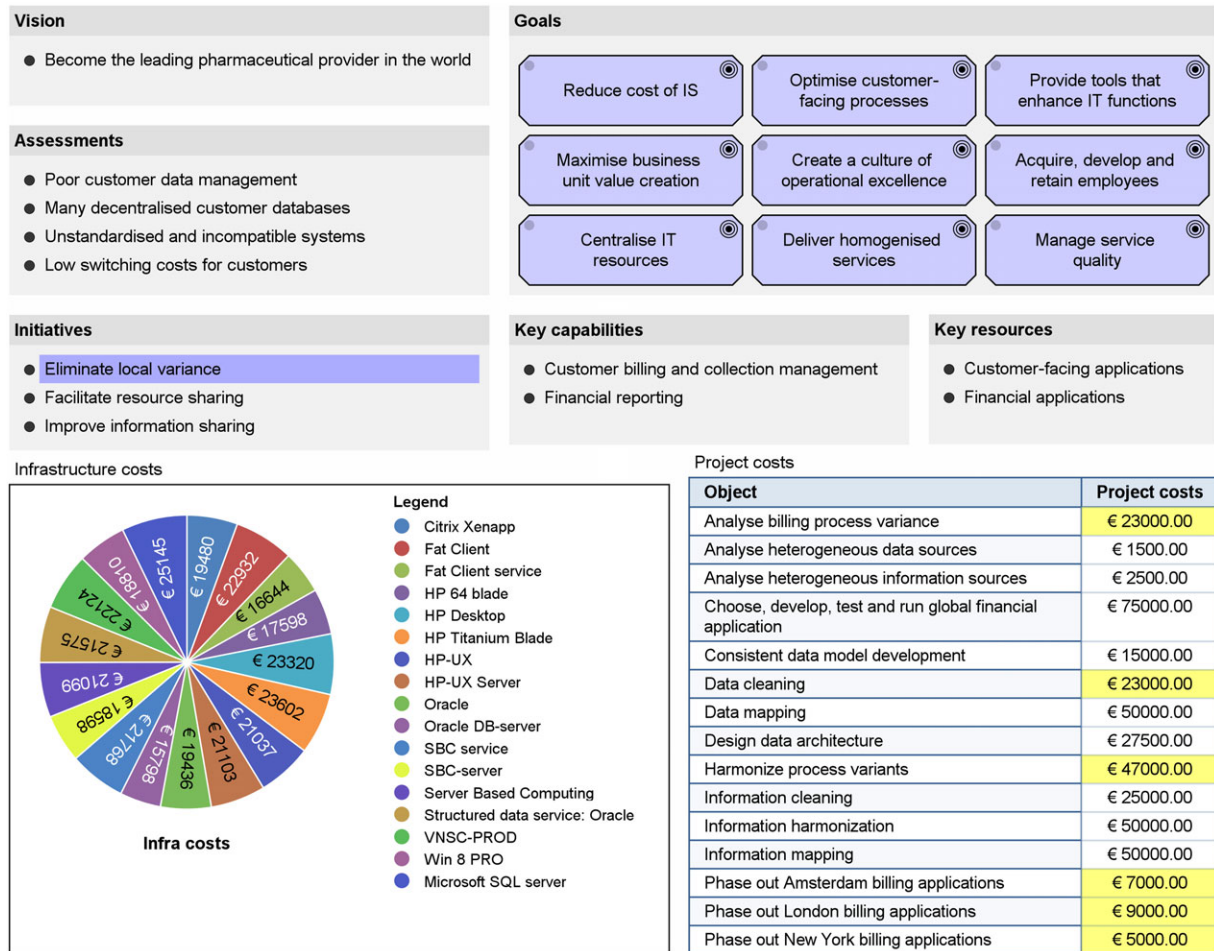 Vision
Become the leading pharmaceutical provider in the world
Assessments
Poor customer data management
Many decentralised customer databases
Unstandardised and incompatible systems
Low switching costs for customers
Goals
Reduce cost of IS
Optimise customer-
facing processes
Provide tools that
enhance IT functions
Maximise business
unit value creation
Create a culture of
operational excellence
Acquire, develop and
retain employees
Centralise IT
resources
Deliver homogenised
services
Manage service
quality
Initiatives
Eliminate local variance
Facilitate resource sharing
Improve information sharing
Key capabilities
Customer billing and collection management
Financial reporting
Key resources
Customer-facing applications
Financial applications
Infrastructure costs
€ 19480
€ 22932
€ 16644
€ 17598
€ 23320
€ 23602
€ 21037
€ 21103
€ 19436
€ 15798
€ 21768
€ 18598
€ 21099
€ 21575
€ 22124
€ 18810
€ 25145
Infra costs
Legend
Citrix Xenapp
Fat Client
Fat Client service
HP 64 blade
HP Desktop
HP Titanium Blade
HP-UX
HP-UX Server
Oracle
Oracle DB-server
SBC service
SBC-server
Server Based Computing
Structured data service: Oracle
VNSC-PROD
Win 8 PRO
Microsoft SQL server
Project costs
Object Project costs
Analyse billing process variance € 23000.00
Analyse heterogeneous data sources € 1500.00
Analyse heterogeneous information sources € 2500.00
Choose, develop, test and run global financial € 75000.00
application
Consistent data model development € 15000.00
Data cleaning € 23000.00
Data mapping € 50000.00
Design data architecture € 27500.00
Harmonize process variants € 47000.00
Information cleaning € 25000.00
Information harmonization € 50000.00
Information mapping € 50000.00
Phase out Amsterdam billing applications € 7000.00
Phase out London billing applications € 9000.00
Phase out New York billing applications € 5000.00